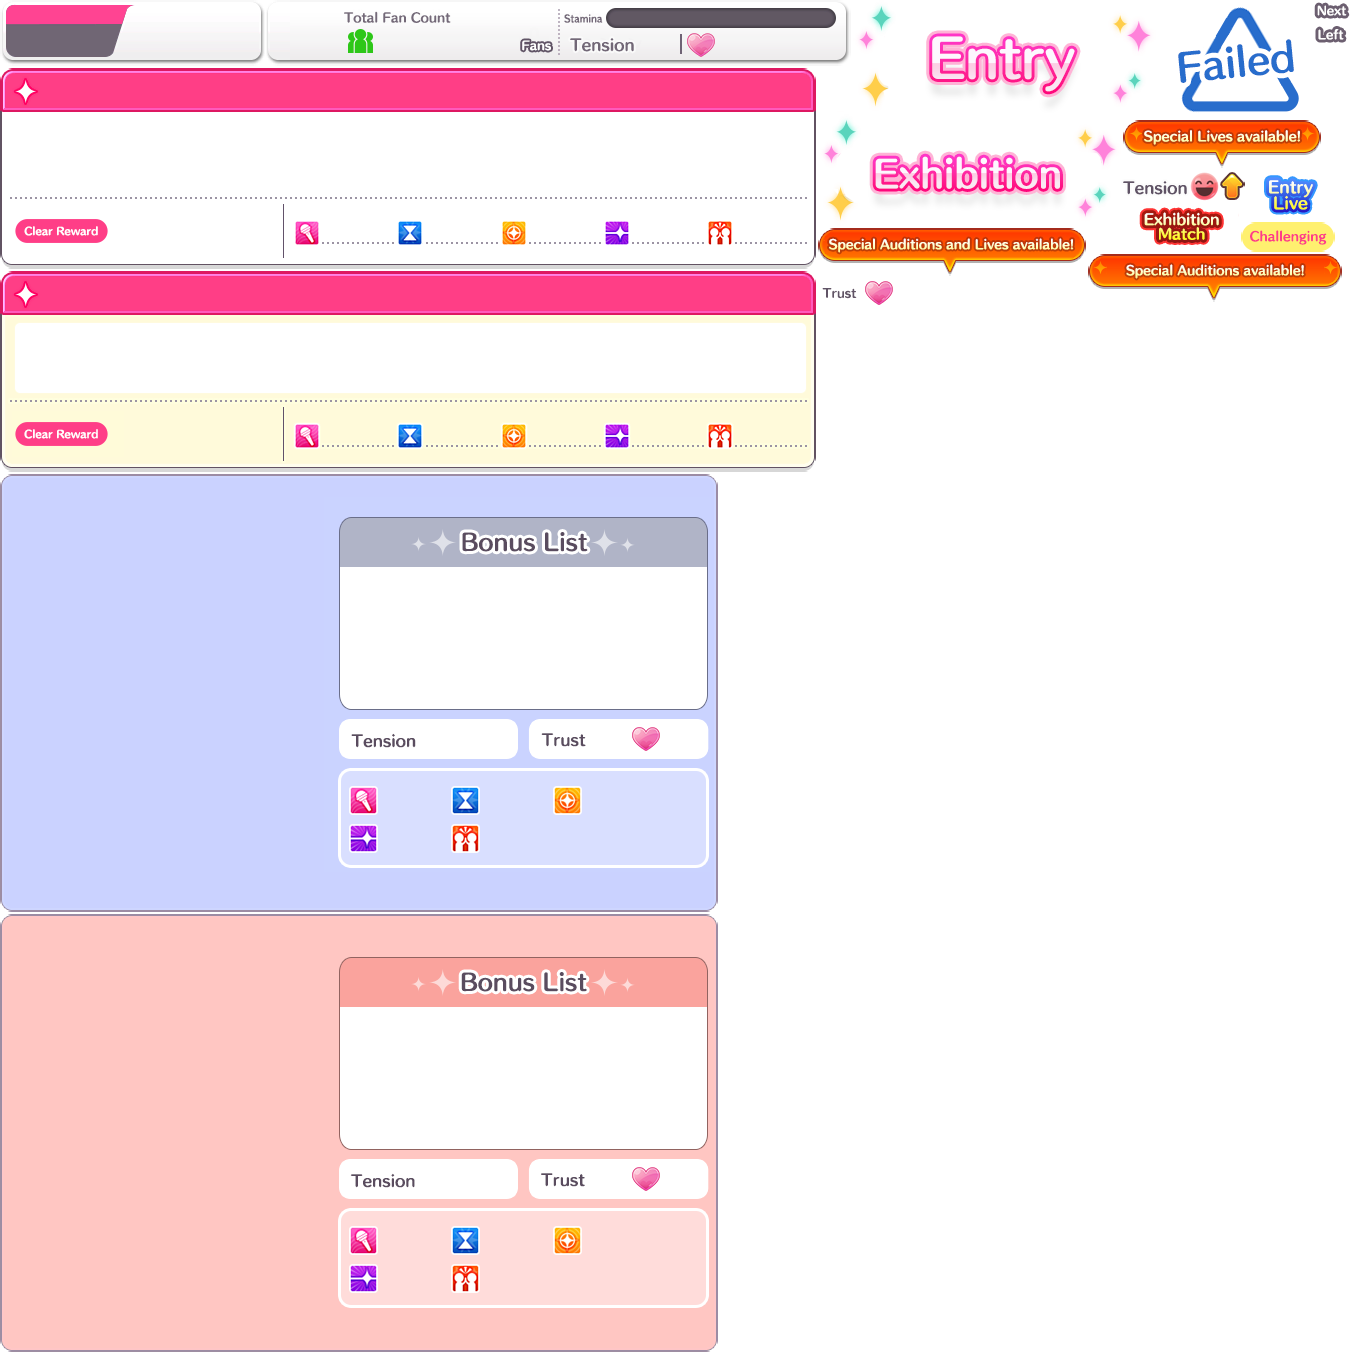 Total Fan Count
Fans
Stamina
Tension
Entry
Failed
Next
Left
Special Lives available!
Exhibition
Tension
Entry
Live
Exhibition
Match
Challenging
Special Auditions and Lives available!
Special Auditions available!
Trust
Clear Reward
Clear Reward
Bonus List
Tension
Trust
Bonus List
Tension
Trust